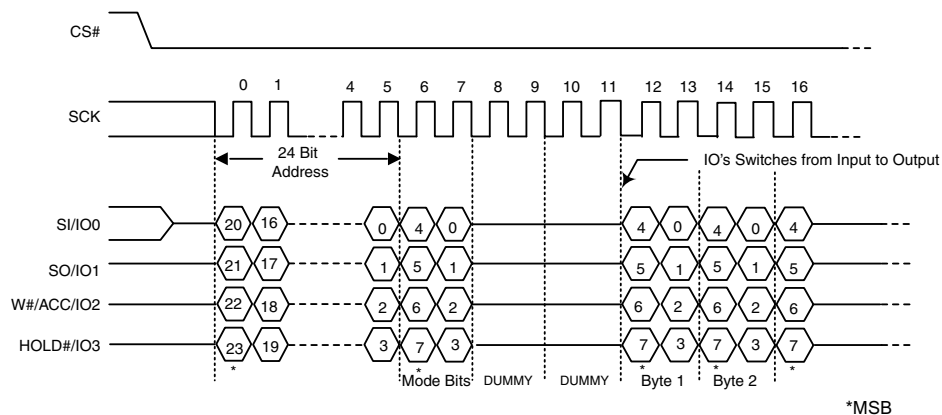 CS#
0 1 4 5 6 7 8 9 10 11 12 13 14 15 16
SCK
24 Bit
Address
IO's Switches from Input to Output
SI/IO0 20 16 0 4 0 4 0 4 0 4
SO/IO1 21 17 1 5 1 5 1 5 1 5
W#/ACC/IO2 22 18 2 6 2 6 2 6 2 6
HOLD#/IO3 23 19 3 7 3 7 3 7 3 7
* * * * *
Mode Bits DUMMY DUMMY Byte 1 Byte 2
*MSB